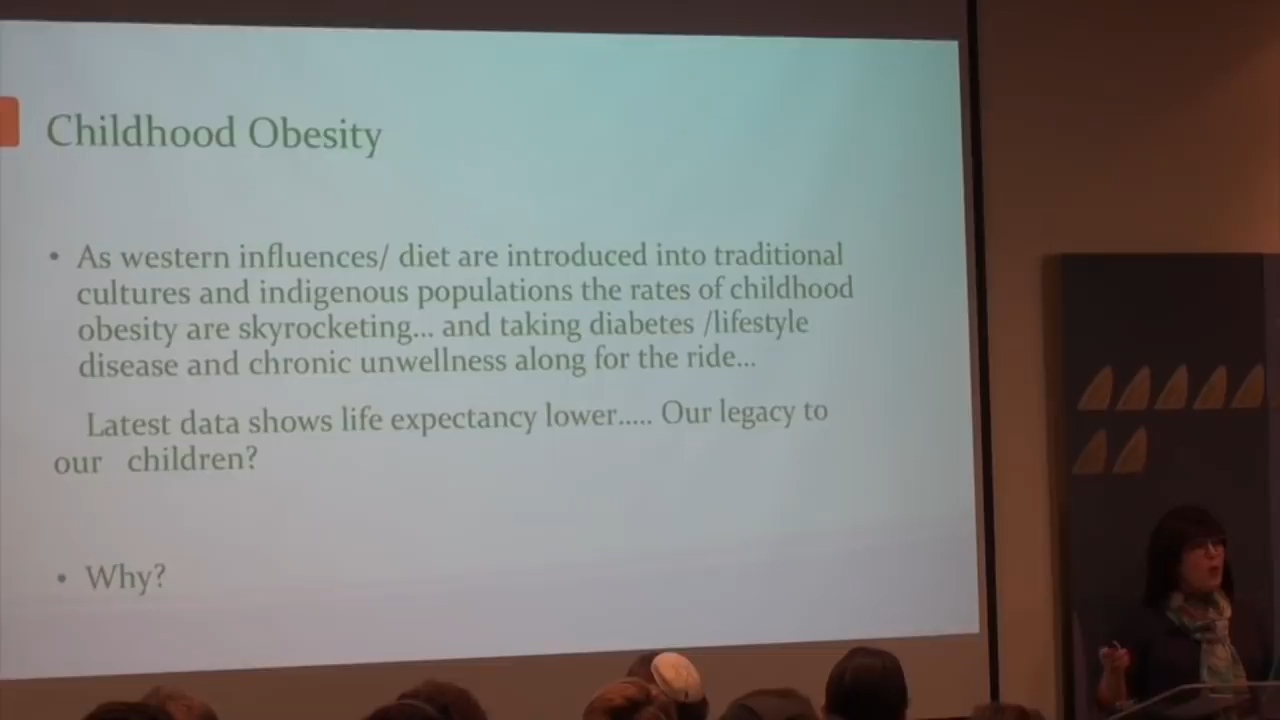 Childhood Obesity
• As western influences/ diet are introduced into traditional
cultures and indigenous populations the rates of childhood
obesity are skyrocketing... and taking diabetes /lifestyle
disease and chronic unwellness along for the ride...
Latest data shows life expectancy lower..... Our legacy to
our children?
• Why?